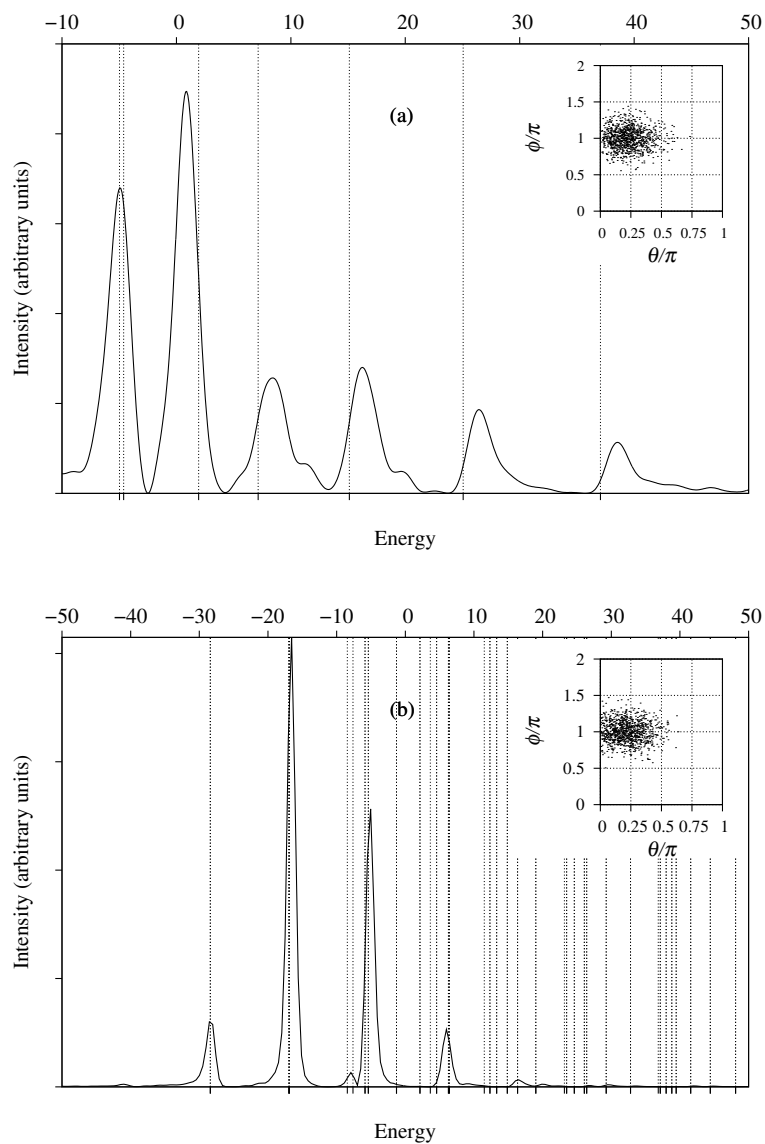 −10 0 10 20 30 40 50
(a)
Intensity (arbitrary units)
2
1.5
1
0.5
0
ϕ/π
0 0.25 0.5 0.75 1
θ/π
Energy
−50 −40 −30 −20 −10 0 10 20 30 40 50
(b)
Intensity (arbitrary units)
2
1.5
1
0.5
0
ϕ/π
0 0.25 0.5 0.75 1
θ/π
Energy